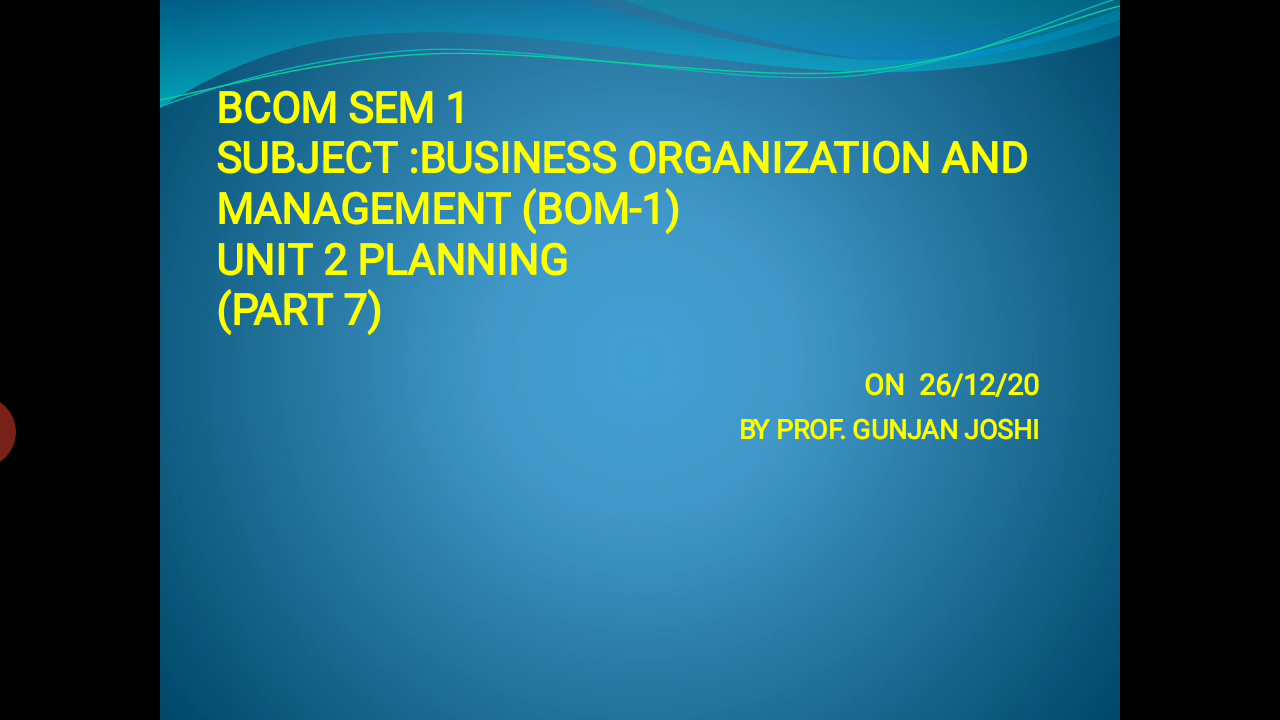 BCOM SEM 1
SUBJECT :BUSINESS ORGANIZATION AND
MANAGEMENT (BOM-1)
UNIT 2 PLANNING
(PART 7)
ON 26/12/20
BY PROF. GUNJAN JOSHI